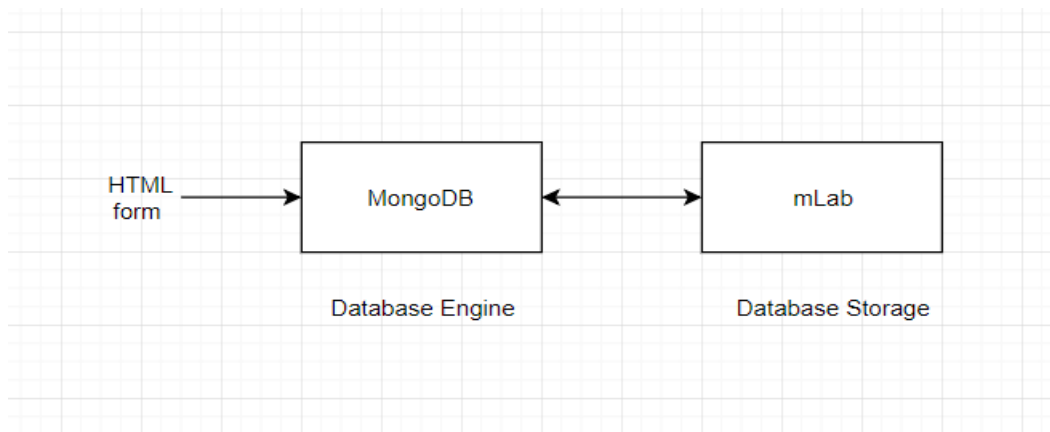 HTML
form
MongoDB
mLab
Database Engine
Database Storage